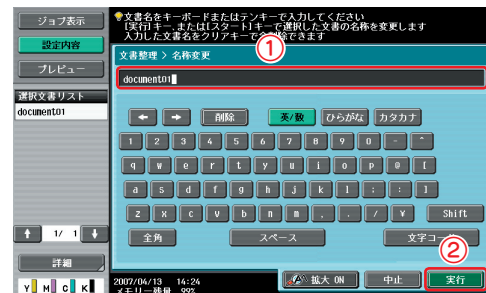 ジョブ表示
設定内容
プレビュー
選択文書リスト
document01
1/ 1
詳細
Y M C K
文書名をキーボードまたはテンキーで入力してください
[実行]キー、または[スタート]キーで選択した文書の名称を変更します
入力した文書名をクリアキーで全削除できます
①
文書整理 > 名称変更
document01
削除 英/数 ひらがな カタカナ
1 2 3 4 5 6 7 8 9 0 - ^
q w e r t y u i o p @ [
a s d f g h j k l ; : ]
z x c v b n m , . / ¥ Shift
全角 スペース 文字コード
②
2007/04/13 14:24
メモリー残量 99%
拡大 ON 中止 実行